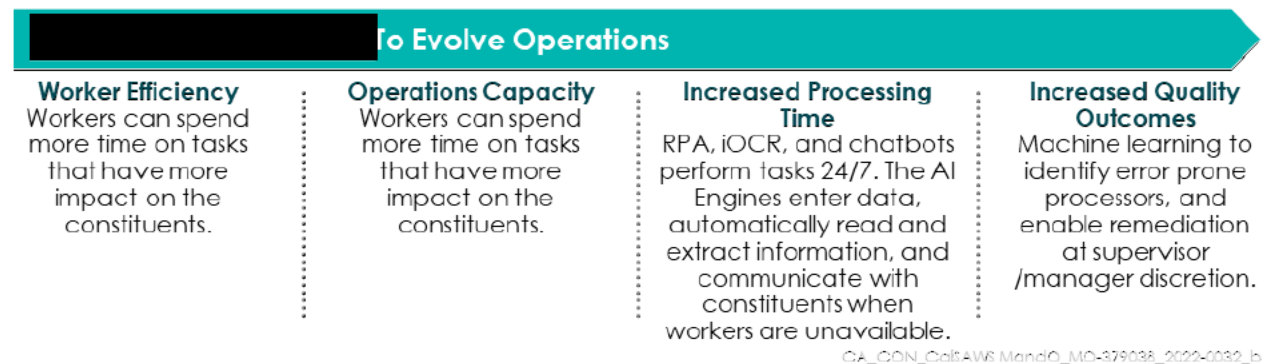 To Evolve Operations
Worker Efficiency
Workers can spend
more time on tasks
that have more
impact on the
constituents.
Operations Capacity
Workers can spend
more time on tasks
that have more
impact on the
constituents.
Increased Processing
Time
RPA, iOCR, and chatbots
perform tasks 24/7. The AI
Engines enter data,
automatically read and
extract information, and
communicate with
constituents when
workers are unavailable.
Increased Quality
Outcomes
Machine learning to
identify error prone
processors, and
enable remediation
at supervisor
/manager discretion.
CA_CON_CalSAWS MandO_MO-379038_2022-0032_b